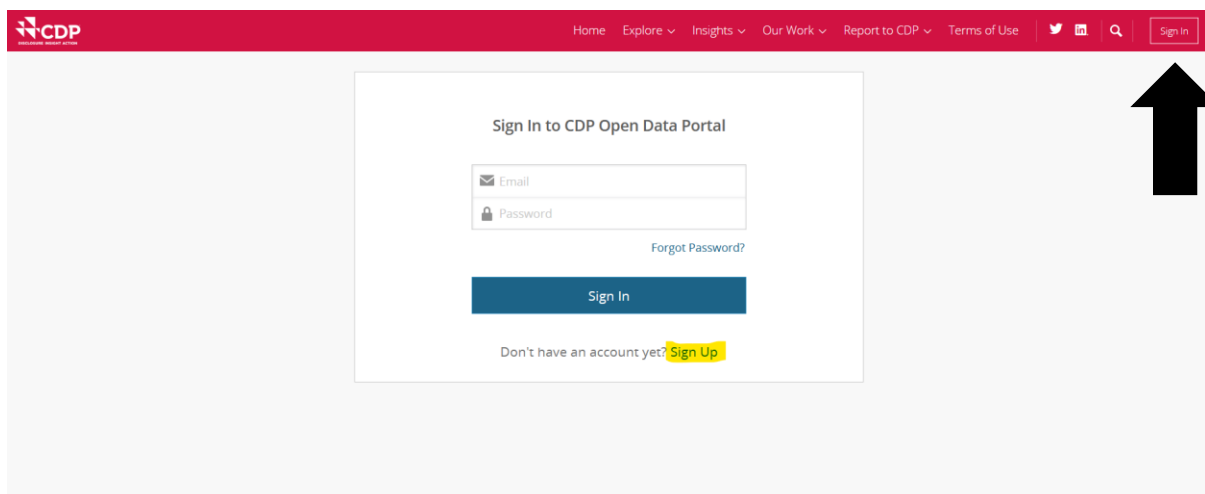 CDP
DISCLOSURE INSIGHT ACTION
Home Explore Insights Our Work Report to CDP Terms of Use in Sign In
Sign In to CDP Open Data Portal
Email
Password
Forgot Password?
Sign In
Don't have an account yet? Sign Up